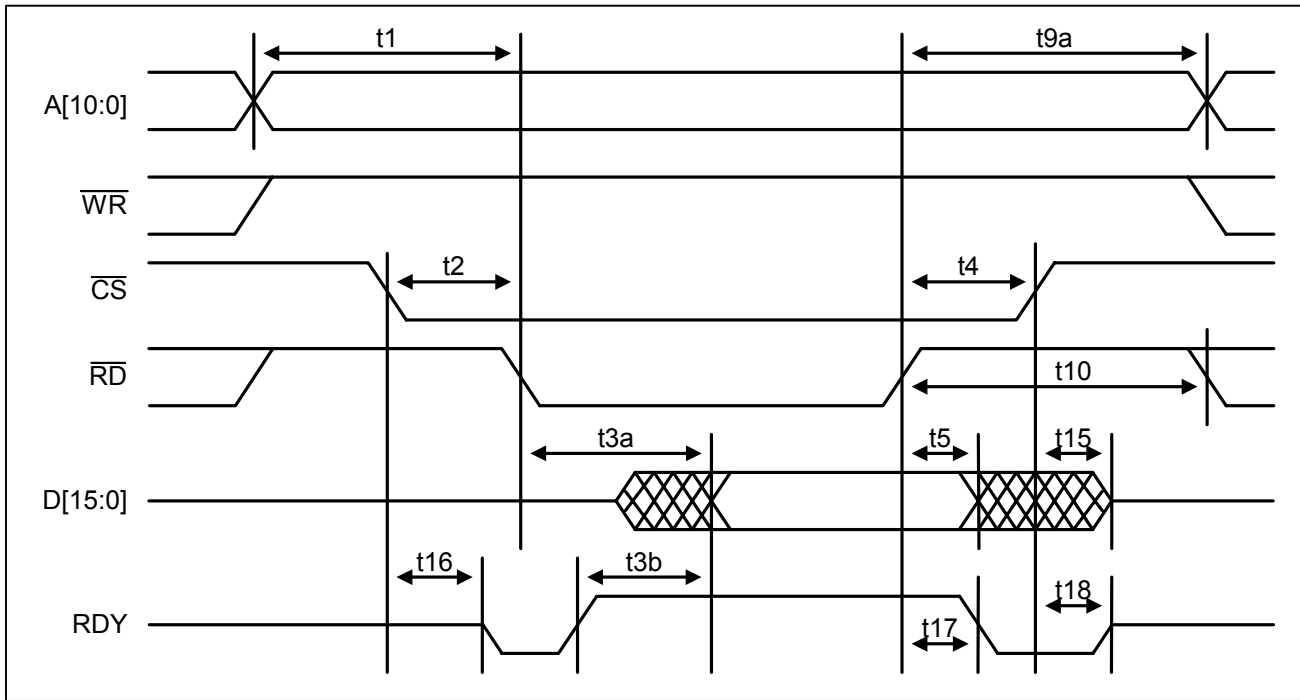 t1
t9a
A[10:0]
WR
t2
t4
CS
RD
t10
t3a
t5
t15
D[15:0]
t16
t3b
t18
RDY
t17